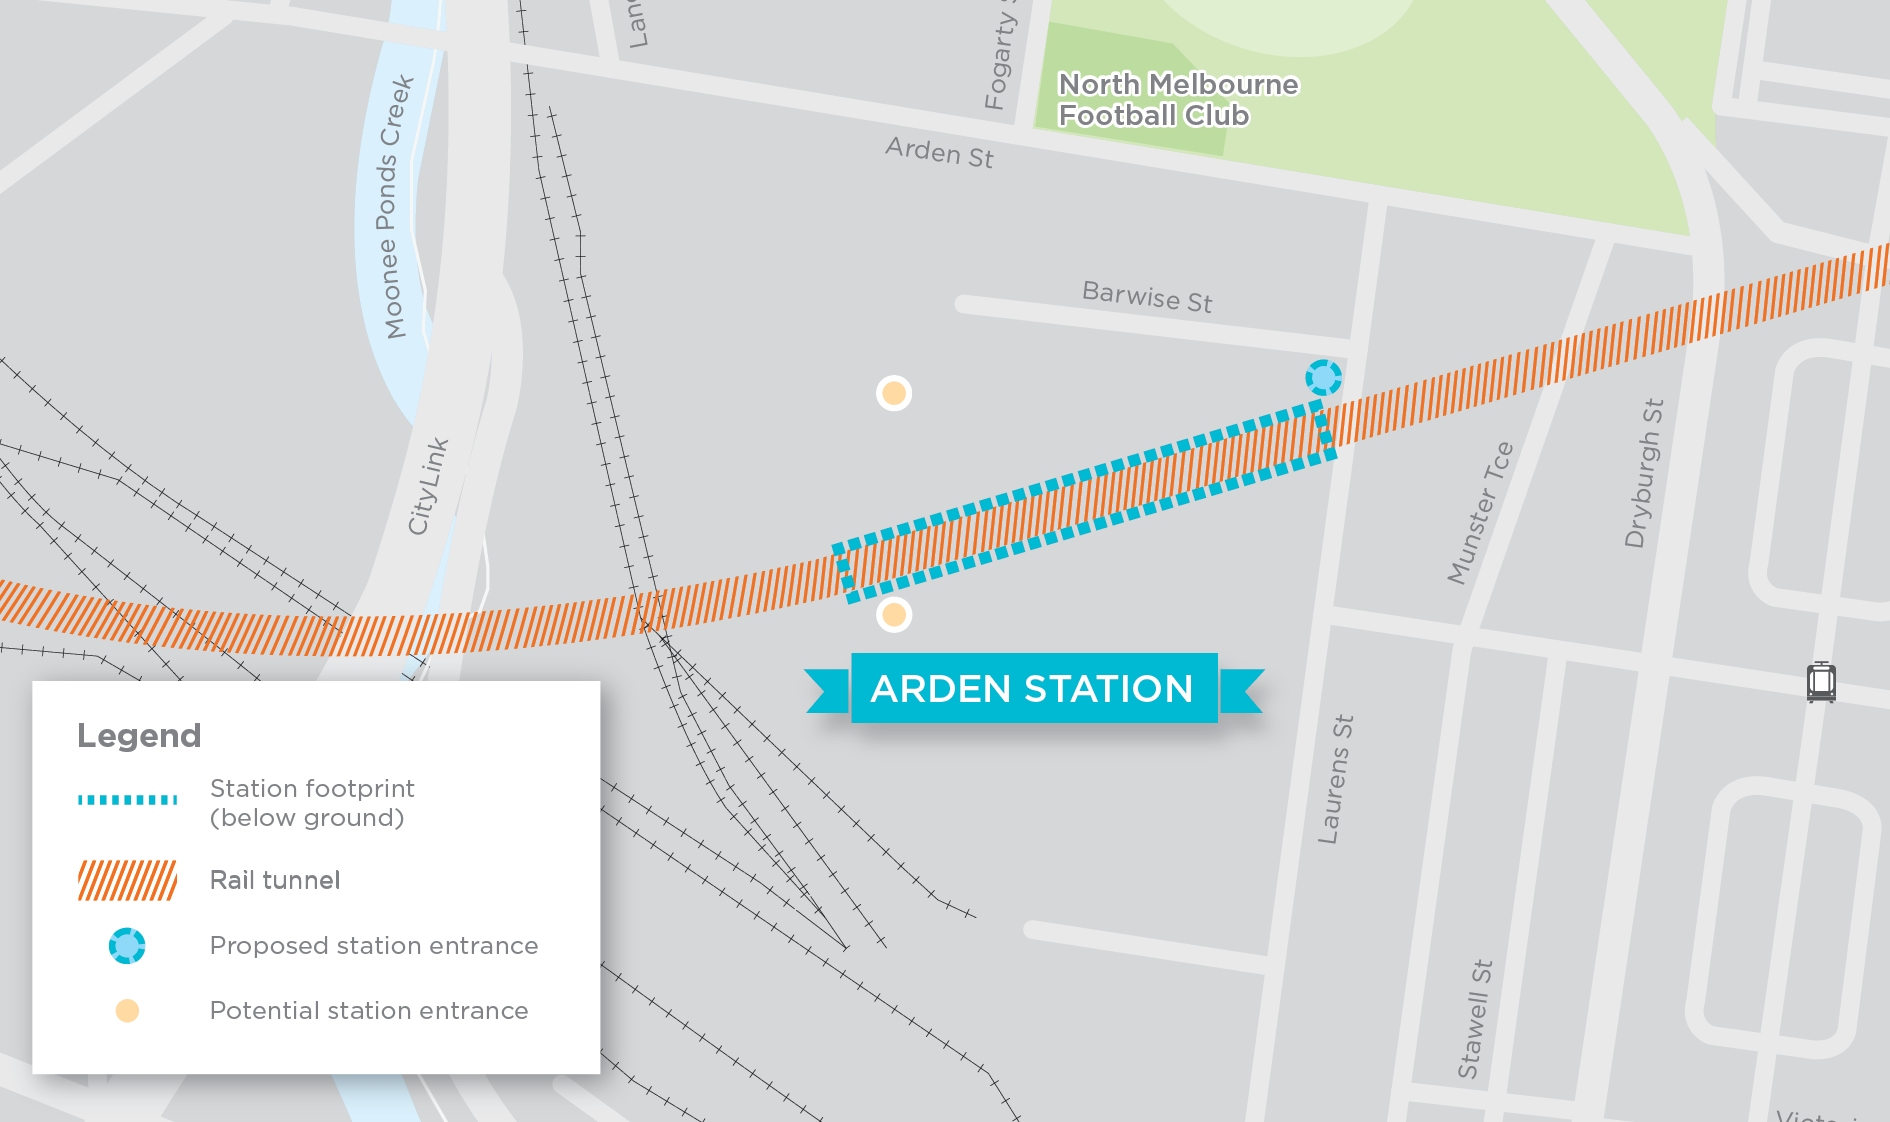 Fogarty
North Melbourne
Football Club
Arden St
Moonee Ponds Creek
Barwise St
CityLink
Munster Tce
Dryburgh St
ARDEN STATION
Laurens St
Stawell St
Legend
Station footprint
(below ground)
Rail tunnel
Proposed station entrance
Potential station entrance